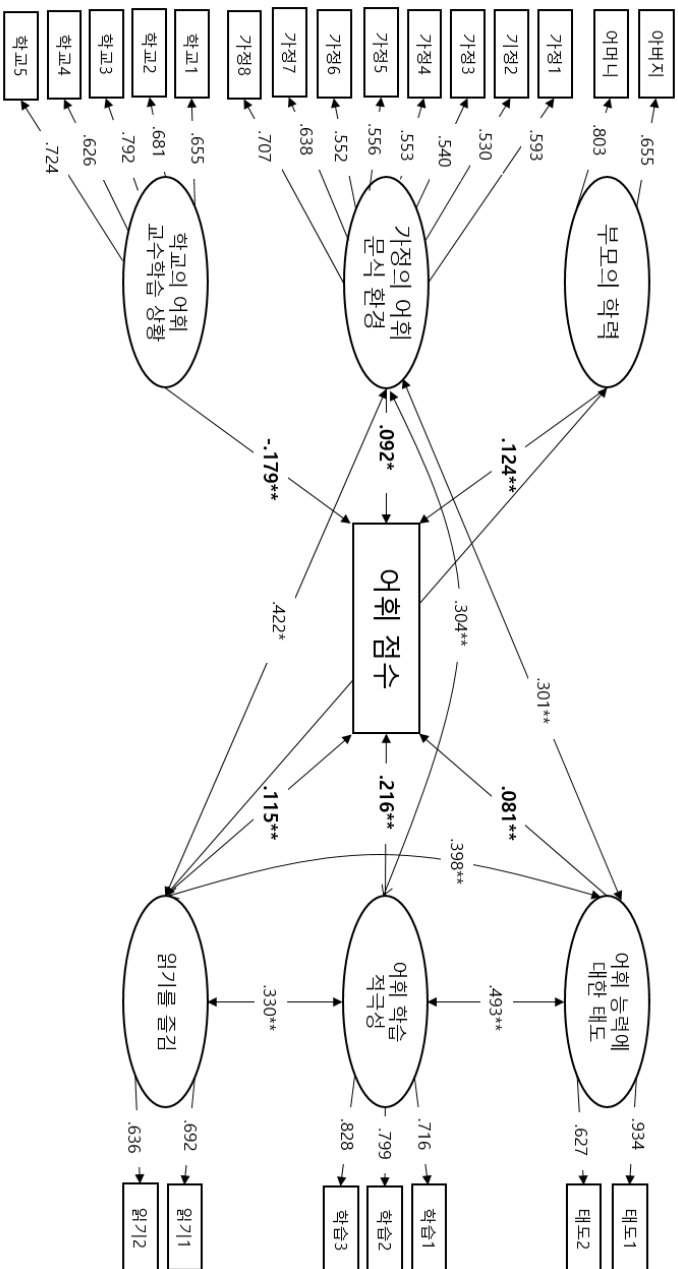 아버지
.655
어머니
.803
부모의 학력
.124**
.081**
어휘 능력에
대한 태도
.934
태도1
.627
태도2
.301**
.493**
가정1
.593
기정2
.530
가정3
.540
가정4
.553
가정5
.556
가정6
.552
가정7
.638
가정8
.707
가정의 어휘
문식 환경
.092*
.304**
어휘 점수
.216**
.398**
어휘 학습
적극성
.716
학습1
.799
학습2
.828
학습3
.422*
.330**
학교1
.655
학교2
.681
학교3
.792
학교4
.626
학교5
.724
학교의 어휘
교수학습 상황
-.179**
.115**
읽기를 즐김
.692
읽기1
.636
읽기2